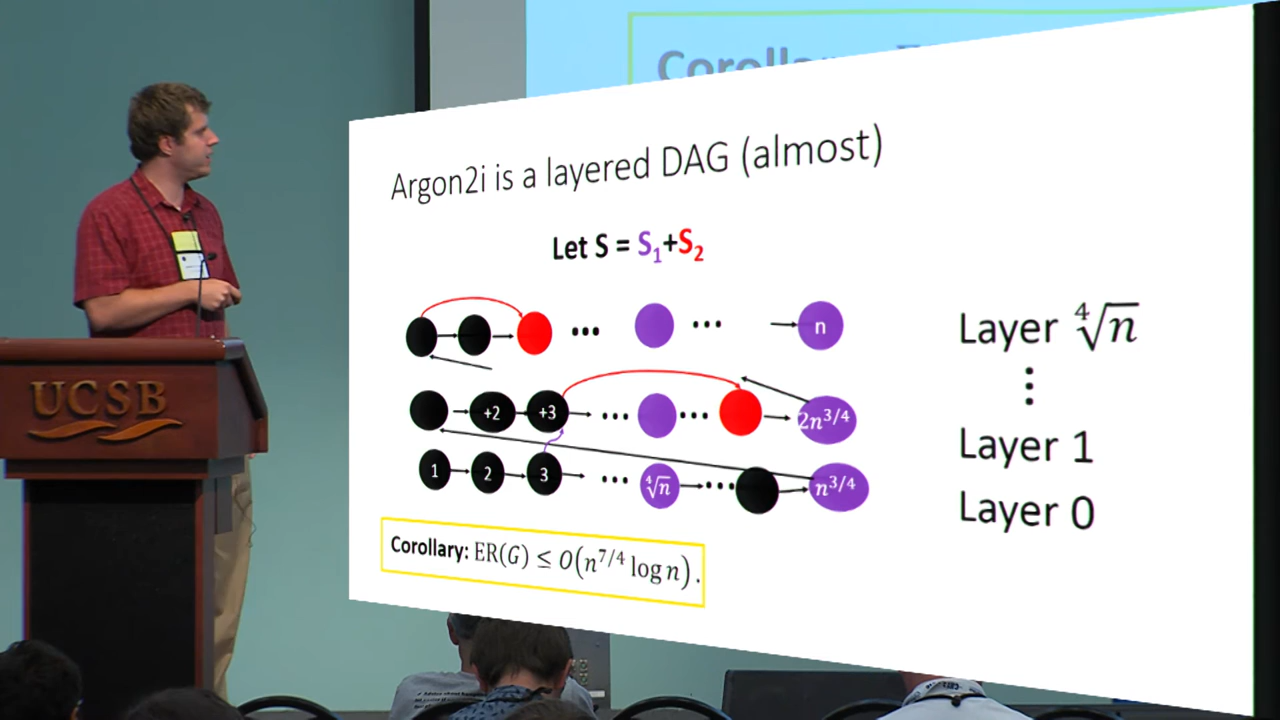 Corolla
Argon2i is a layered DAG (almost)
Let S = S₁+S₂
n
Layer ∜n
⋮
+2 +3 2n^{3/4}
Layer 1
1 2 3 ∜n n^{3/4}
Layer 0
Corollary: ER(G) ≤ O(n^{7/4} log n).
UCSB